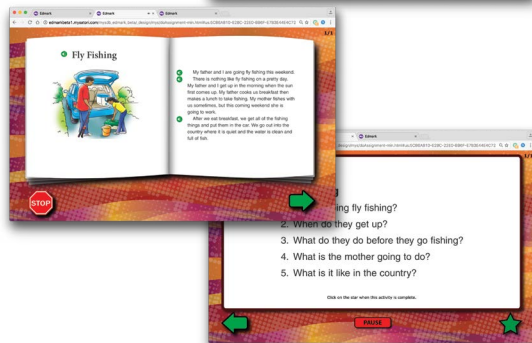 Edmark
Edmark
Edmark
1/1
Fly Fishing
My father and I are going fly fishing this weekend.
There is nothing like fly fishing on a pretty day.
My father and I get up in the morning when the sun
first comes up. My father cooks us breakfast then
makes a lunch to take fishing. My mother fishes with
us sometimes, but this coming weekend she is
going to work.
After we eat breakfast, we get all of the fishing
things and put them in the car. We go out into the
country where it is quiet and the water is clean and
full of fish.
STOP
Edmark
1/1
ing fly fishing?
2. When do they get up?
3. What do they do before they go fishing?
4. What is the mother going to do?
5. What is it like in the country?
Click on the star when this activity is complete.
PAUSE